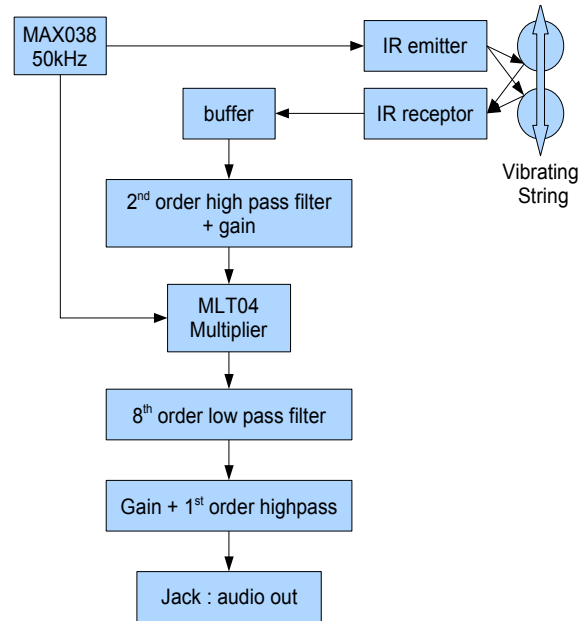 MAX038
50kHz
IR emitter
buffer
IR receptor
Vibrating
String
2nd order high pass filter
+ gain
MLT04
Multiplier
8th order low pass filter
Gain + 1st order highpass
Jack : audio out